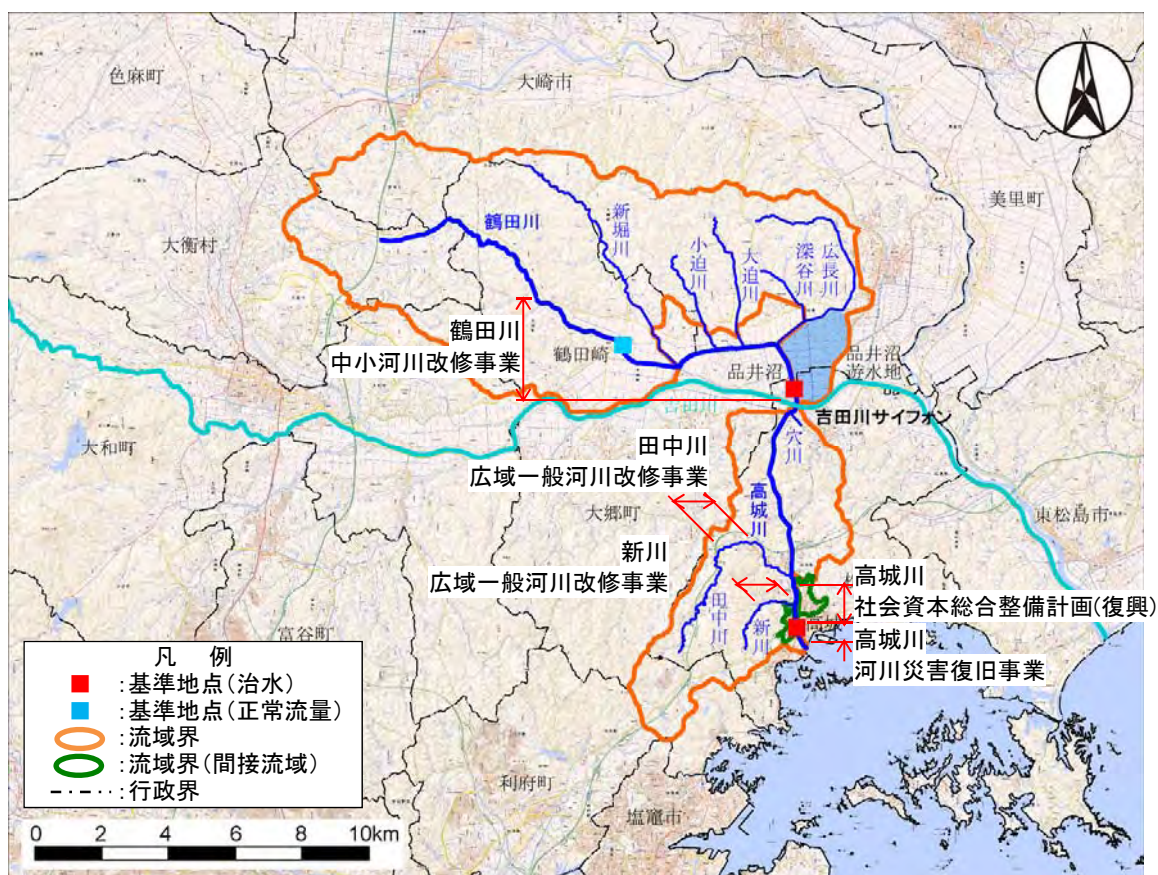 N
色麻町
大崎市
美里町
大衡村
鶴田川
新堀川
小迫川
大迫川
深谷川
広長川
鶴田川
中小河川改修事業
鶴田崎
品井沼
品井沼
遊水地
吉田川
吉田川サイフォン
大和町
穴川
田中川
広域一般河川改修事業
高城川
大郷町
東松島市
新川
広域一般河川改修事業
高城川
社会資本総合整備計画(復興)
田中川
新川
高城
高城川
河川災害復旧事業
富谷町
利府町
塩竈市
凡 例
:基準地点(治水)
:基準地点(正常流量)
:流域界
:流域界(間接流域)
:行政界
0 2 4 6 8 10km